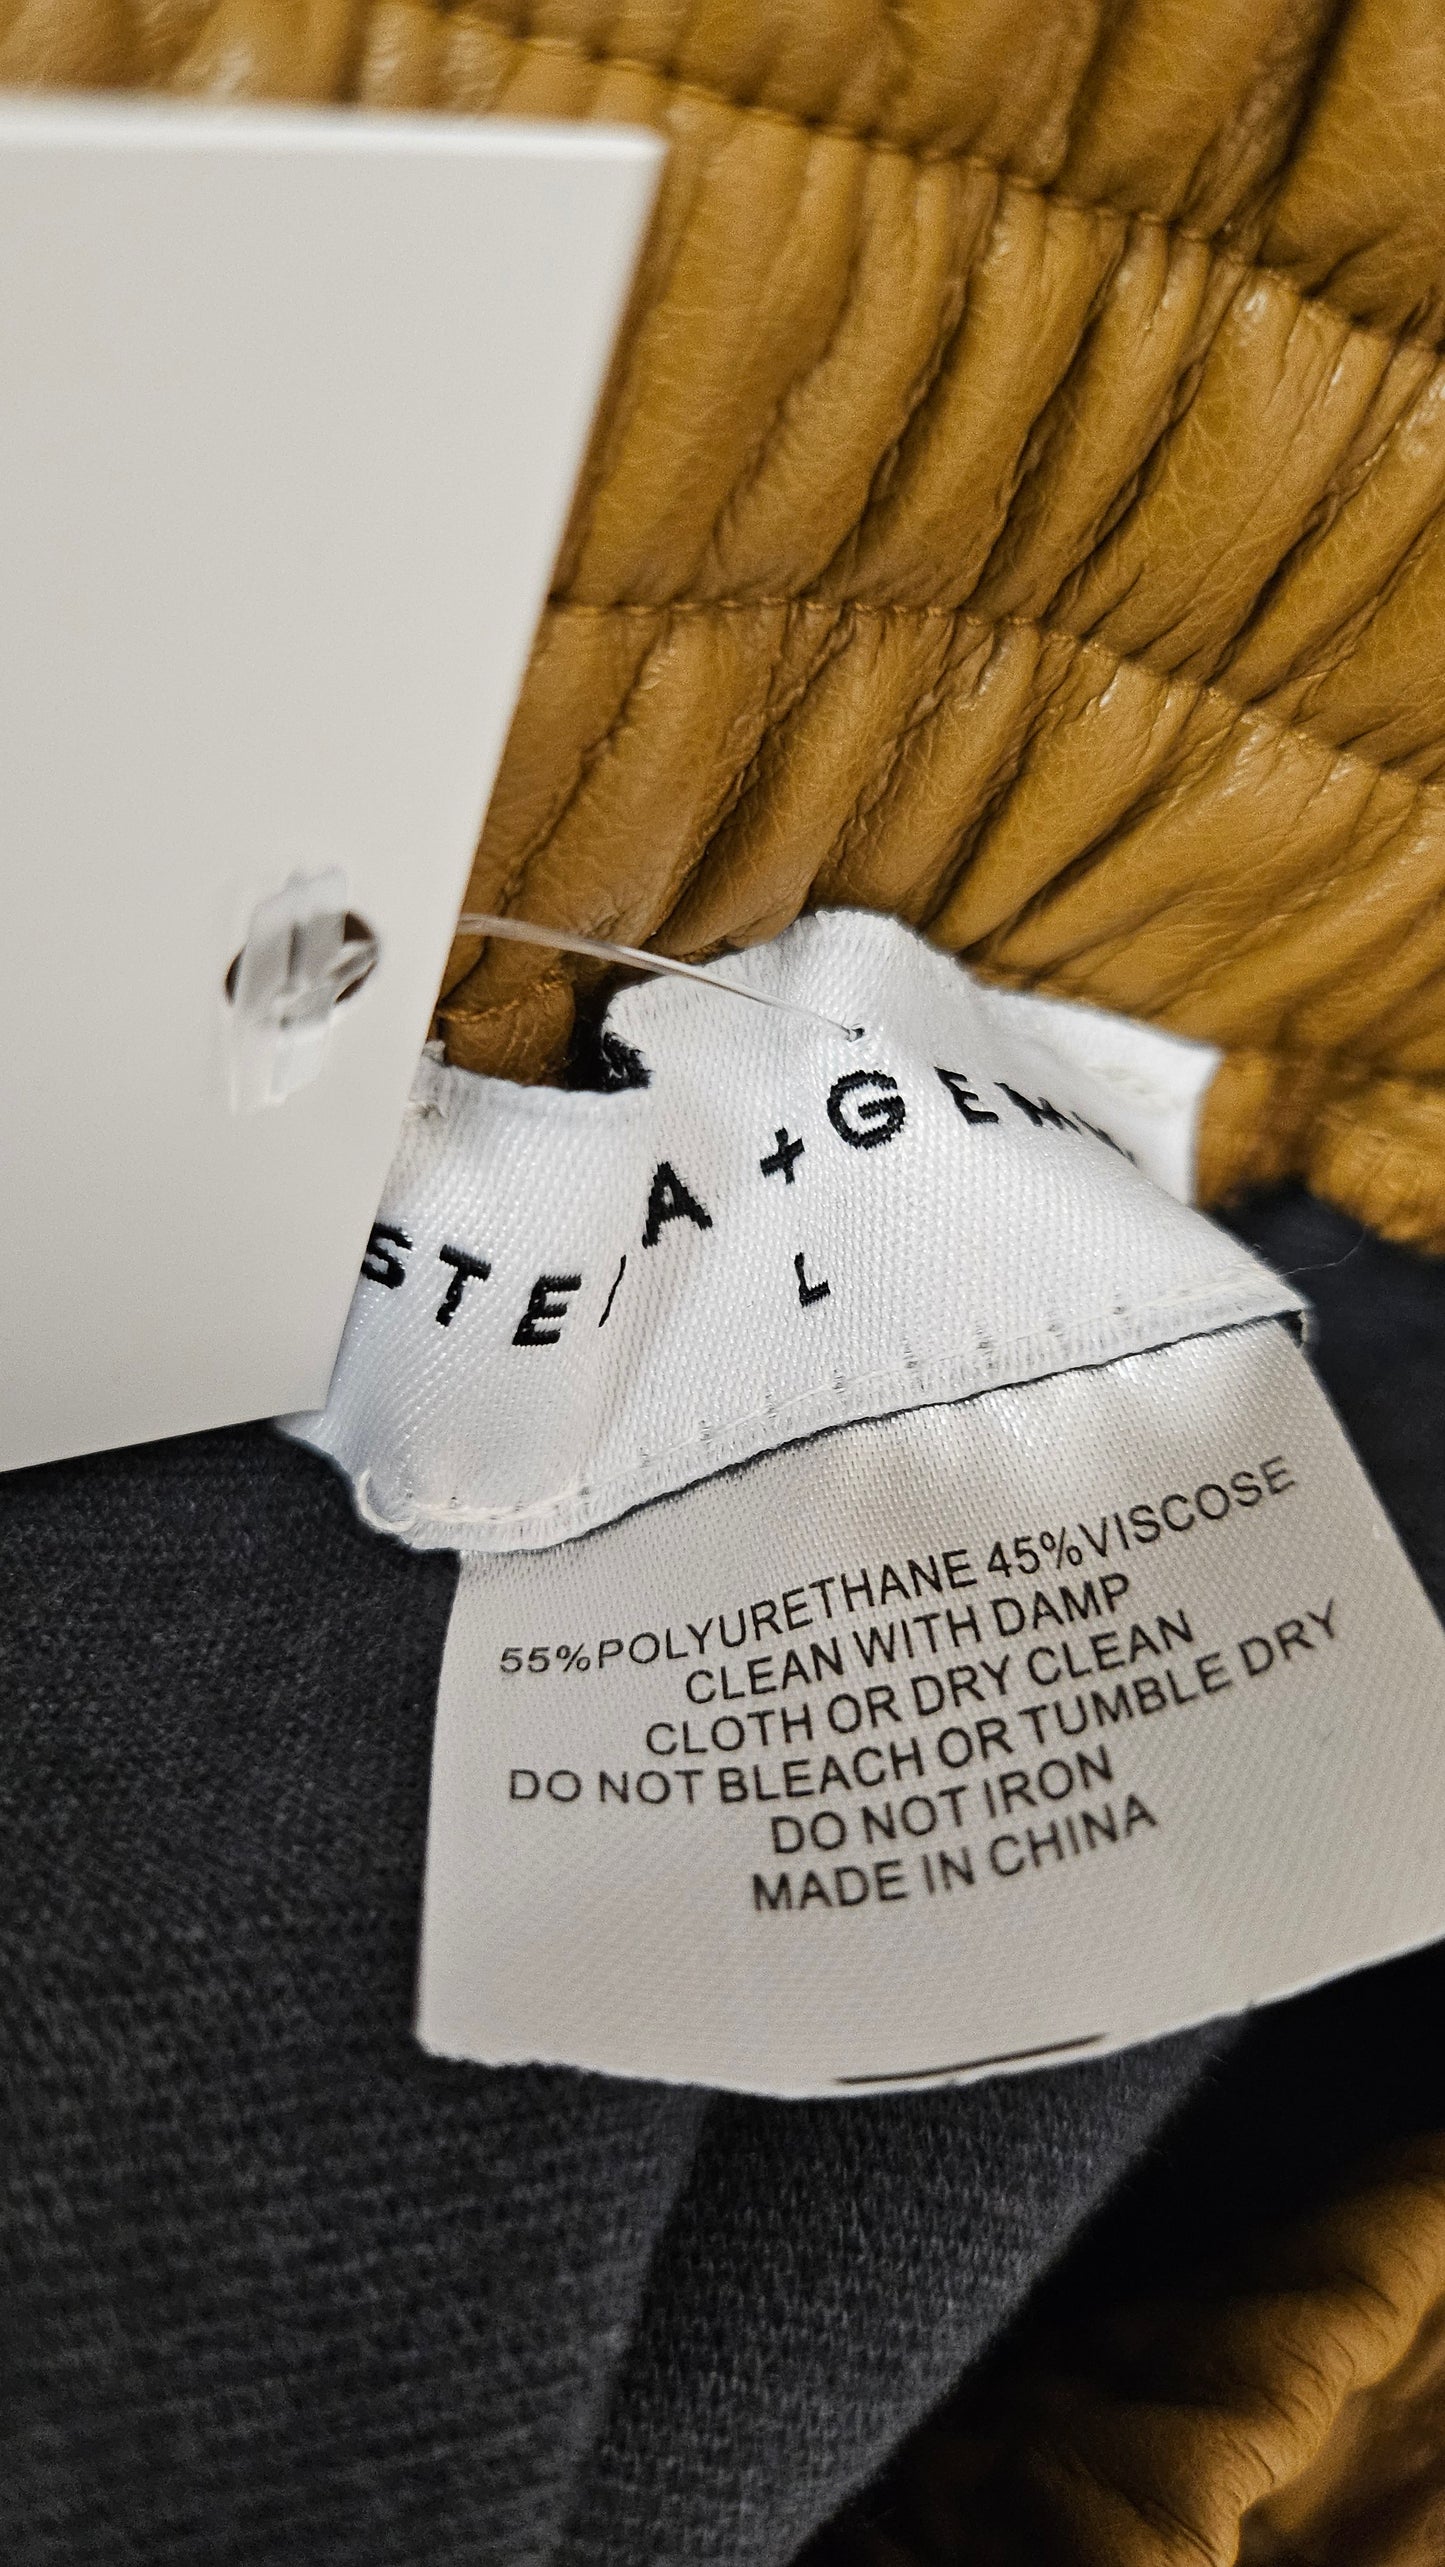 STE A + GEM
L
55%POLYURETHANE 45%VISCOSE
CLEAN WITH DAMP
CLOTH OR DRY CLEAN
DO NOT BLEACH OR TUMBLE DRY
DO NOT IRON
MADE IN CHINA